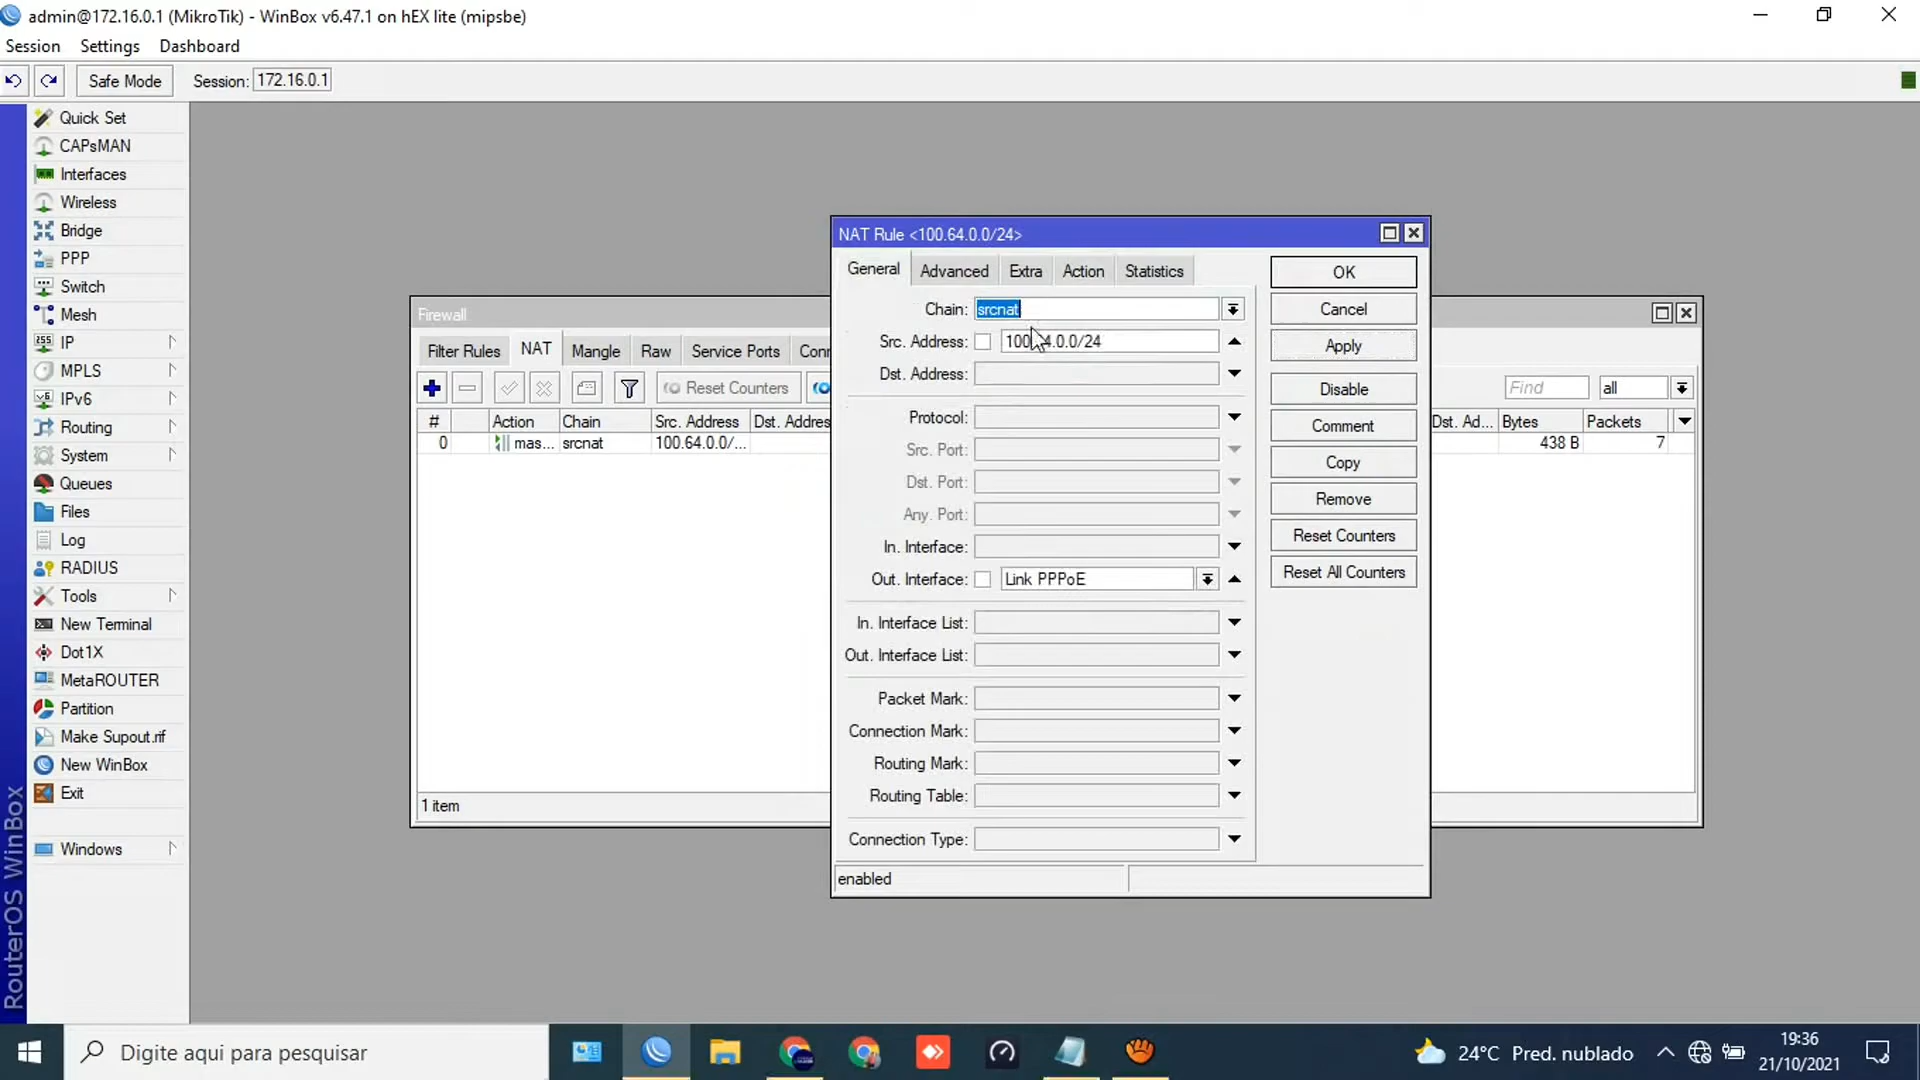 admin@172.16.0.1 (MikroTik) - WinBox v6.47.1 on hEX lite (mipsbe)
Session Settings Dashboard
Safe Mode Session: 172.16.0.1
Quick Set
CAPsMAN
Interfaces
Wireless
Bridge
PPP
Switch
Mesh
IP
MPLS
IPv6
Routing
System
Queues
Files
Log
RADIUS
Tools
New Terminal
Dot1X
MetaROUTER
Partition
Make Supout.rif
New WinBox
Exit
Windows
RouterOS WinBox
Firewall
Filter Rules NAT Mangle Raw Service Ports Conn
Reset Counters
Find all
# Action Chain Src. Address Dst. Addres Dst. Ad... Bytes Packets
0 mas... srcnat 100.64.0.0/... 438 B 7
1 item
NAT Rule <100.64.0.0/24>
General Advanced Extra Action Statistics
Chain: srcnat
Src. Address: 100.64.0.0/24
Dst. Address:
Protocol:
Src. Port:
Dst. Port:
Any. Port:
In. Interface:
Out. Interface: Link PPPoE
In. Interface List:
Out. Interface List:
Packet Mark:
Connection Mark:
Routing Mark:
Routing Table:
Connection Type:
enabled
OK
Cancel
Apply
Disable
Comment
Copy
Remove
Reset Counters
Reset All Counters
Digite aqui para pesquisar
24°C Pred. nublado
19:36
21/10/2021